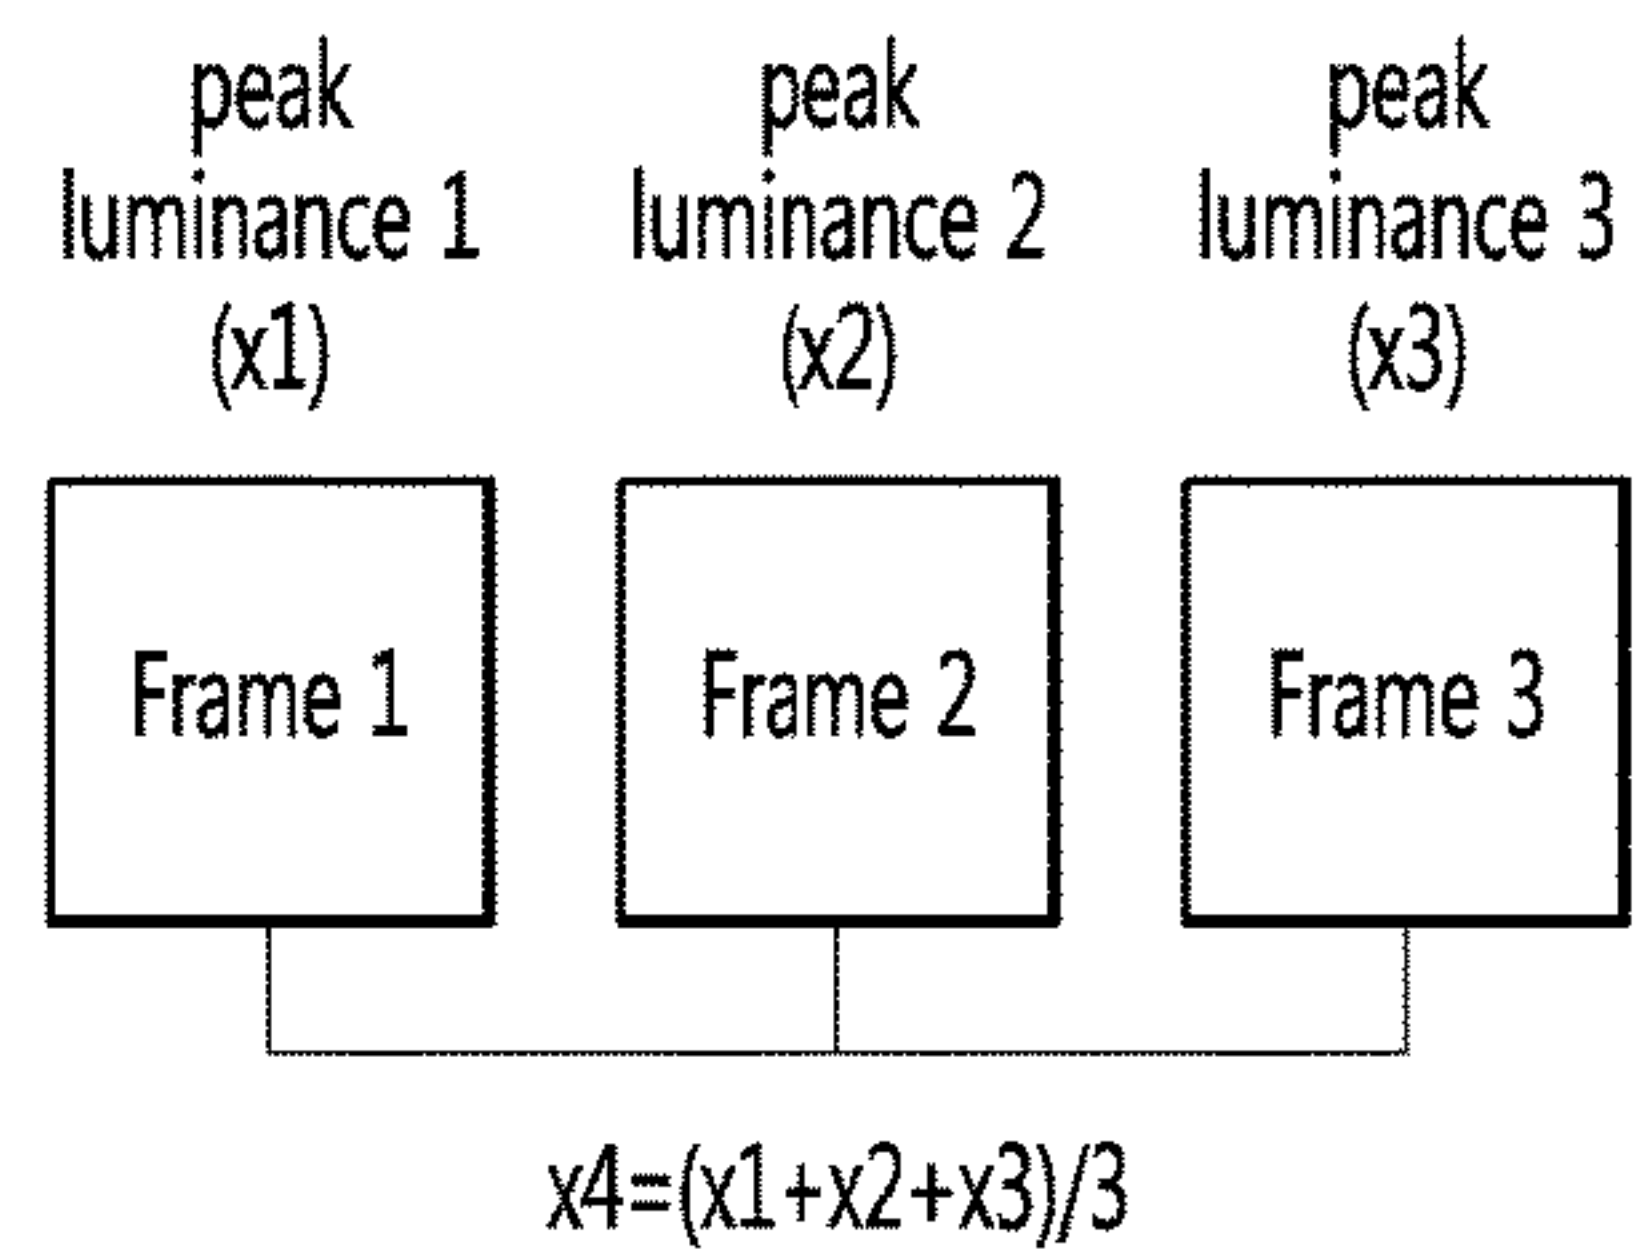 peak
luminance 1
(x1)
peak
luminance 2
(x2)
peak
luminance 3
(x3)
Frame 1
Frame 2
Frame 3
x4=(x1+x2+x3)/3